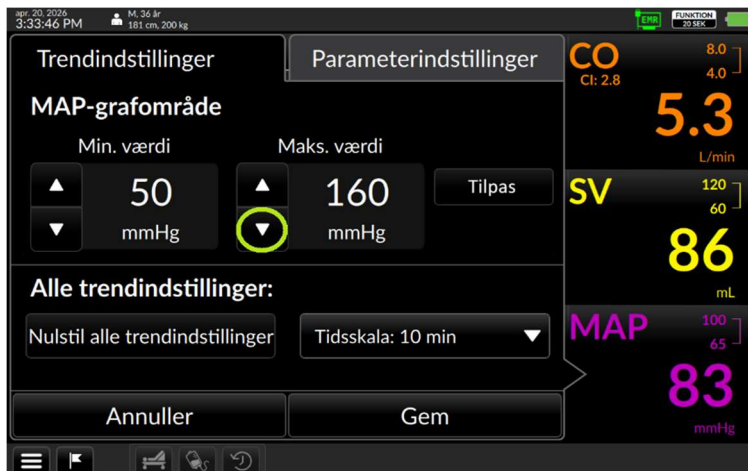 apr. 20, 2026
3:33:46 PM
M, 36 år
181 cm, 200 kg
EMR
FUNKTION
20 SEK
Trendindstillinger
Parameterindstillinger
MAP-grafområde
Min. værdi
Maks. værdi
50
mmHg
160
mmHg
Tilpas
Alle trendindstillinger:
Nulstil alle trendindstillinger
Tidsskala: 10 min
Annuller
Gem
CO
CI: 2.8
8.0
4.0
5.3
L/min
SV
120
60
86
mL
MAP
100
65
83
mmHg